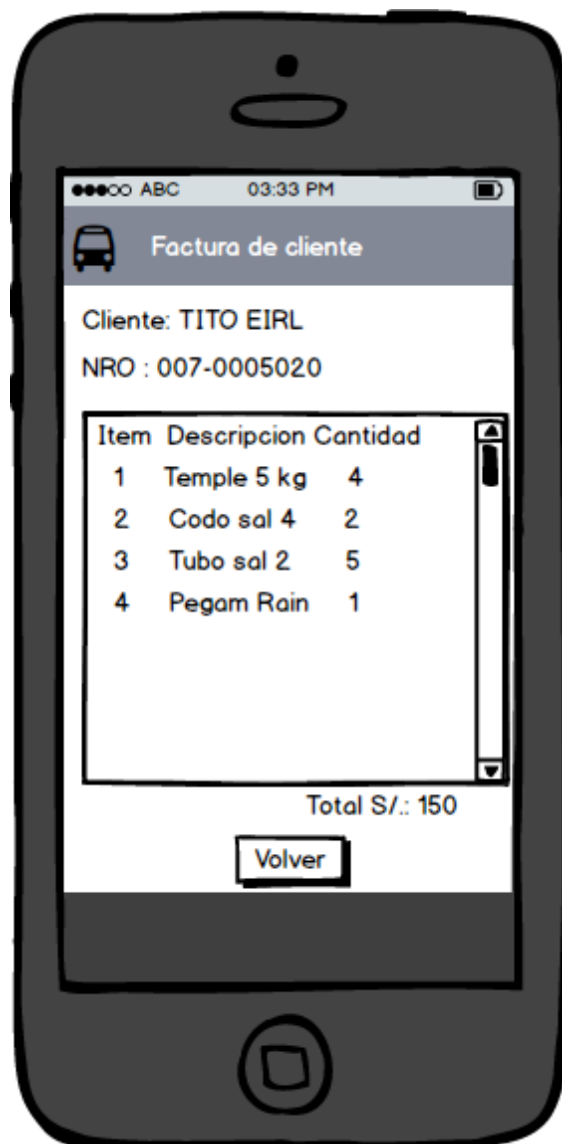 ABC 03:33 PM
Factura de cliente
Cliente: TITO EIRL
NRO : 007-0005020
Item Descripcion Cantidad
1 Temple 5 kg 4
2 Codo sal 4 2
3 Tubo sal 2 5
4 Pegam Rain 1
Total S/.: 150
Volver